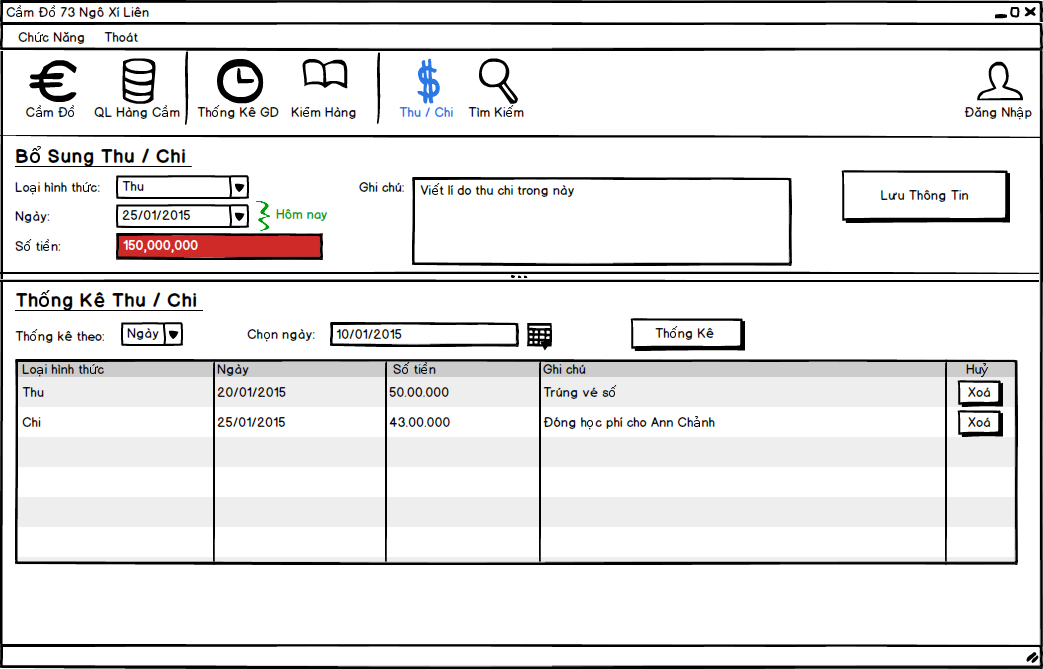 Cầm Đồ 73 Ngô Xí Liên
Chức Năng Thoát
Cầm Đồ QL Hàng Cầm Thống Kê GD Kiểm Hàng Thu / Chi Tìm Kiếm Đăng Nhập
Bổ Sung Thu / Chi
Loại hình thức: Thu Ghi chú: Viết lí do thu chi trong này
Lưu Thông Tin
Ngày: 25/01/2015 Hôm nay
Số tiền: 150,000,000
Thống Kê Thu / Chi
Thống kê theo: Ngày Chọn ngày: 10/01/2015 Thống Kê
Loại hình thức Ngày Số tiền Ghi chú Huỷ
Thu 20/01/2015 50.00.000 Trúng vé số Xoá
Chi 25/01/2015 43.00.000 Đóng học phí cho Ann Chảnh Xoá